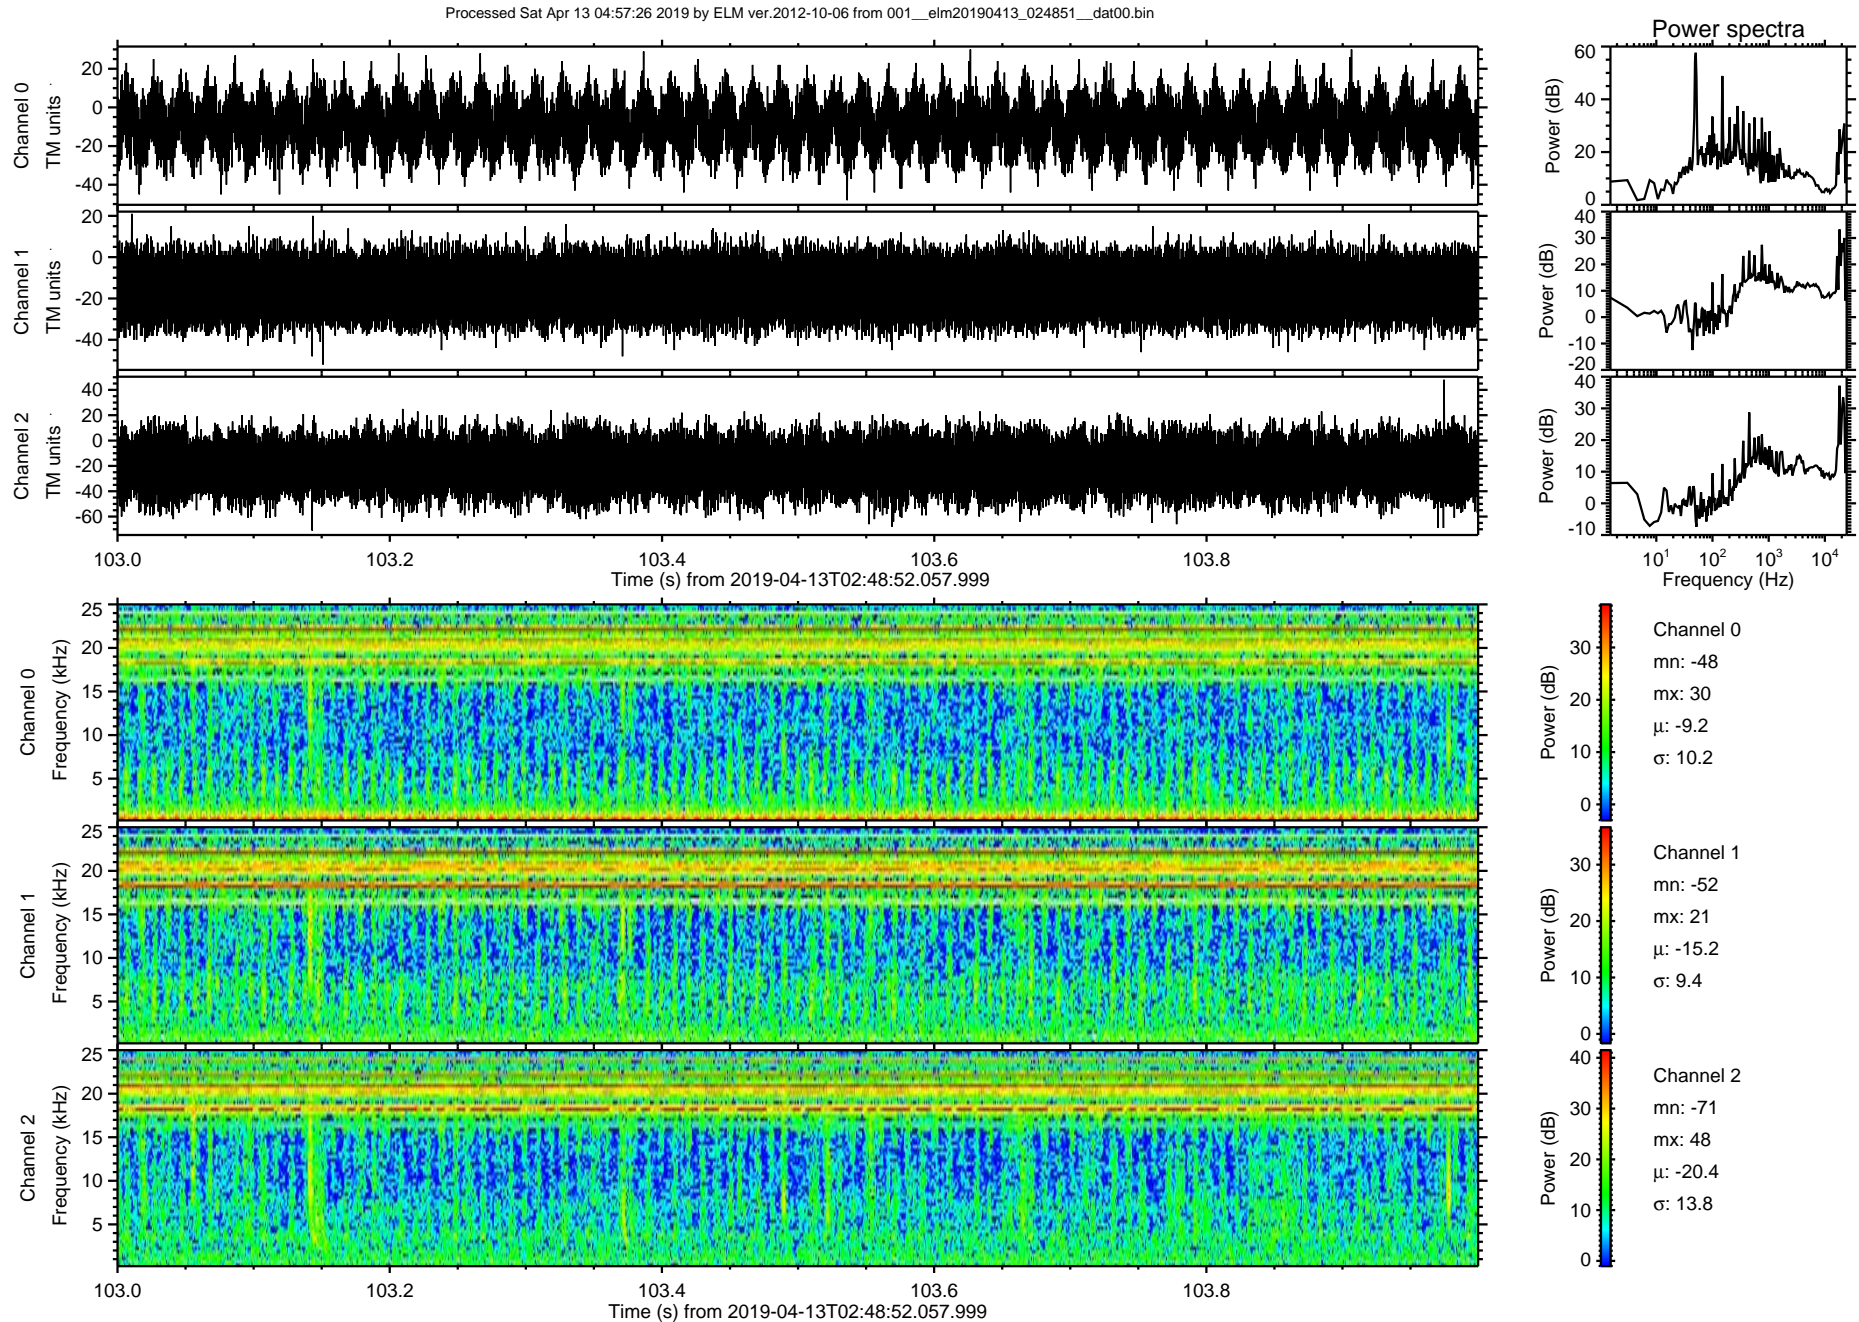 Processed Sat Apr 13 04:57:26 2019 by ELM ver.2012-10-06 from 001__elm20190413_024851__dat00.bin
Power spectra
Channel 0
TM units
20
0
-20
-40
Power (dB)
60
40
20
0
Channel 1
TM units
20
0
-20
-40
Power (dB)
40
30
20
10
0
-10
-20
Channel 2
TM units
40
20
0
-20
-40
-60
Power (dB)
40
30
20
10
0
-10
103.0 103.2 103.4 103.6 103.8
Time (s) from 2019-04-13T02:48:52.057.999
10¹ 10² 10³ 10⁴
Frequency (Hz)
Channel 0
Frequency (kHz)
25
20
15
10
5
Power (dB)
30
20
10
0
Channel 0
mn: -48
mx: 30
μ: -9.2
σ: 10.2
Channel 1
Frequency (kHz)
25
20
15
10
5
Power (dB)
30
20
10
0
Channel 1
mn: -52
mx: 21
μ: -15.2
σ: 9.4
Channel 2
Frequency (kHz)
25
20
15
10
5
Power (dB)
40
30
20
10
0
Channel 2
mn: -71
mx: 48
μ: -20.4
σ: 13.8
103.0 103.2 103.4 103.6 103.8
Time (s) from 2019-04-13T02:48:52.057.999